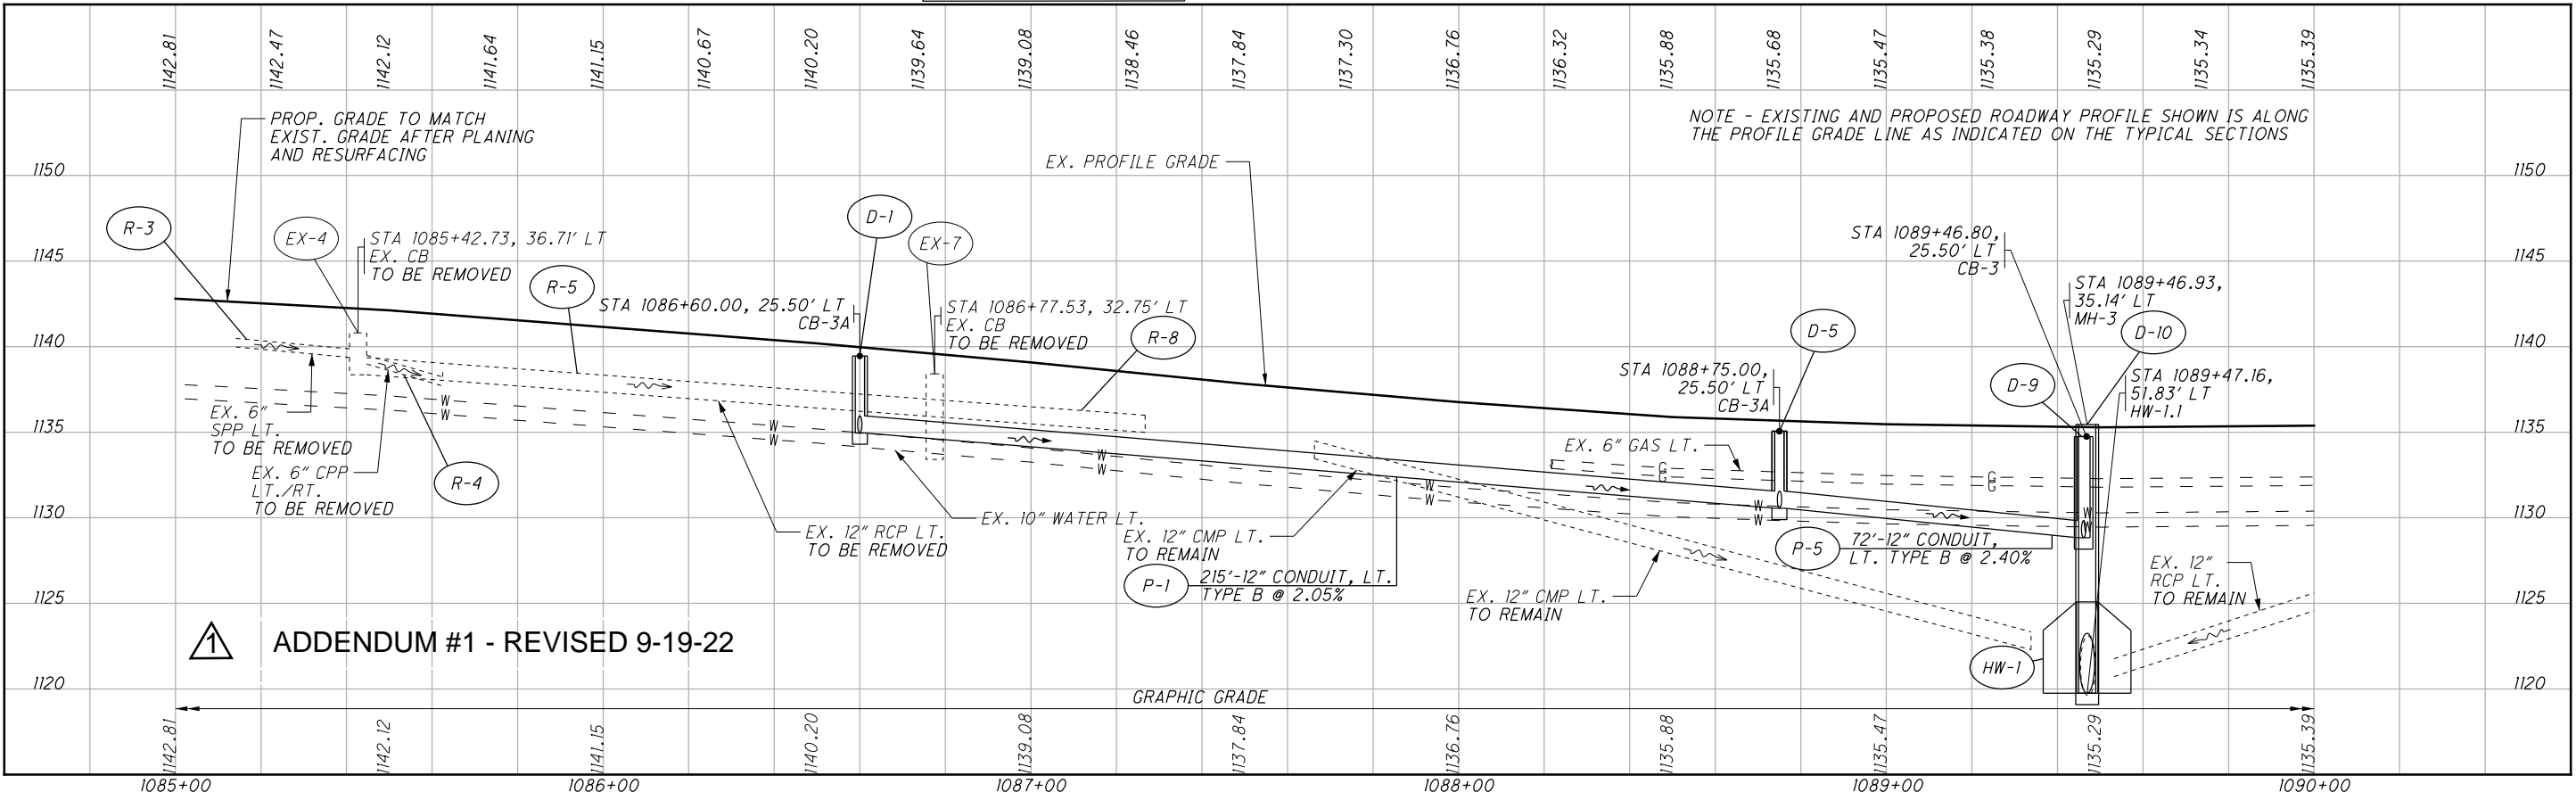 1142.81 1142.47 1142.12 1141.64 1141.15 1140.67 1140.20 1139.64 1139.08 1138.46 1137.84 1137.30 1136.76 1136.32 1135.88 1135.68 1135.47 1135.38 1135.29 1135.34 1135.39
PROP. GRADE TO MATCH
EXIST. GRADE AFTER PLANING
AND RESURFACING
NOTE - EXISTING AND PROPOSED ROADWAY PROFILE SHOWN IS ALONG
THE PROFILE GRADE LINE AS INDICATED ON THE TYPICAL SECTIONS
EX. PROFILE GRADE
1150
1150
R-3
EX-4
STA 1085+42.73, 36.71' LT
EX. CB
TO BE REMOVED
R-5
D-1
STA 1086+60.00, 25.50' LT
CB-3A
EX-7
STA 1086+77.53, 32.75' LT
EX. CB
TO BE REMOVED
R-8
STA 1089+46.80,
25.50' LT
CB-3
STA 1089+46.93,
35.14' LT
MH-3
D-10
D-5
STA 1088+75.00,
25.50' LT
CB-3A
D-9
STA 1089+47.16,
51.83' LT
HW-1.1
1145
1145
1140
1140
EX. 6"
SPP LT.
TO BE REMOVED
EX. 6" CPP
LT./RT.
TO BE REMOVED
R-4
1135
1135
W W W W W W W W W W W W
G G G G
EX. 6" GAS LT.
EX. 12" RCP LT.
TO BE REMOVED
EX. 10" WATER LT.
EX. 12" CMP LT.
TO REMAIN
P-1
215'-12" CONDUIT, LT.
TYPE B @ 2.05%
EX. 12" CMP LT.
TO REMAIN
P-5
72'-12" CONDUIT,
LT. TYPE B @ 2.40%
EX. 12"
RCP LT.
TO REMAIN
HW-1
1130
1130
1125
1125
1 ADDENDUM #1 - REVISED 9-19-22
1120
1120
GRAPHIC GRADE
1142.81 1142.12 1141.15 1140.20 1139.08 1137.84 1136.76 1135.88 1135.47 1135.29 1135.39
1085+00 1086+00 1087+00 1088+00 1089+00 1090+00